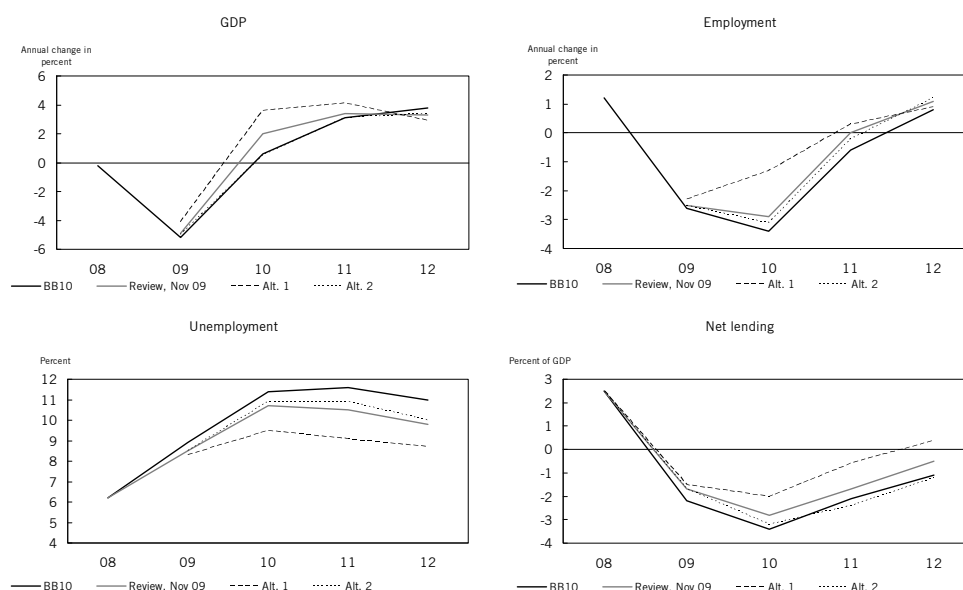 GDP
Annual change in
percent
6
4
2
0
-2
-4
-6
08 09 10 11 12
BB10 Review, Nov 09 Alt. 1 Alt. 2
Employment
Annual change in
percent
2
1
0
-1
-2
-3
-4
08 09 10 11 12
BB10 Review, Nov 09 Alt. 1 Alt. 2
Unemployment
Percent
12
11
10
9
8
7
6
5
4
08 09 10 11 12
BB10 Review, Nov 09 Alt. 1 Alt. 2
Net lending
Percent of GDP
3
2
1
0
-1
-2
-3
-4
08 09 10 11 12
BB10 Review, Nov 09 Alt. 1 Alt. 2